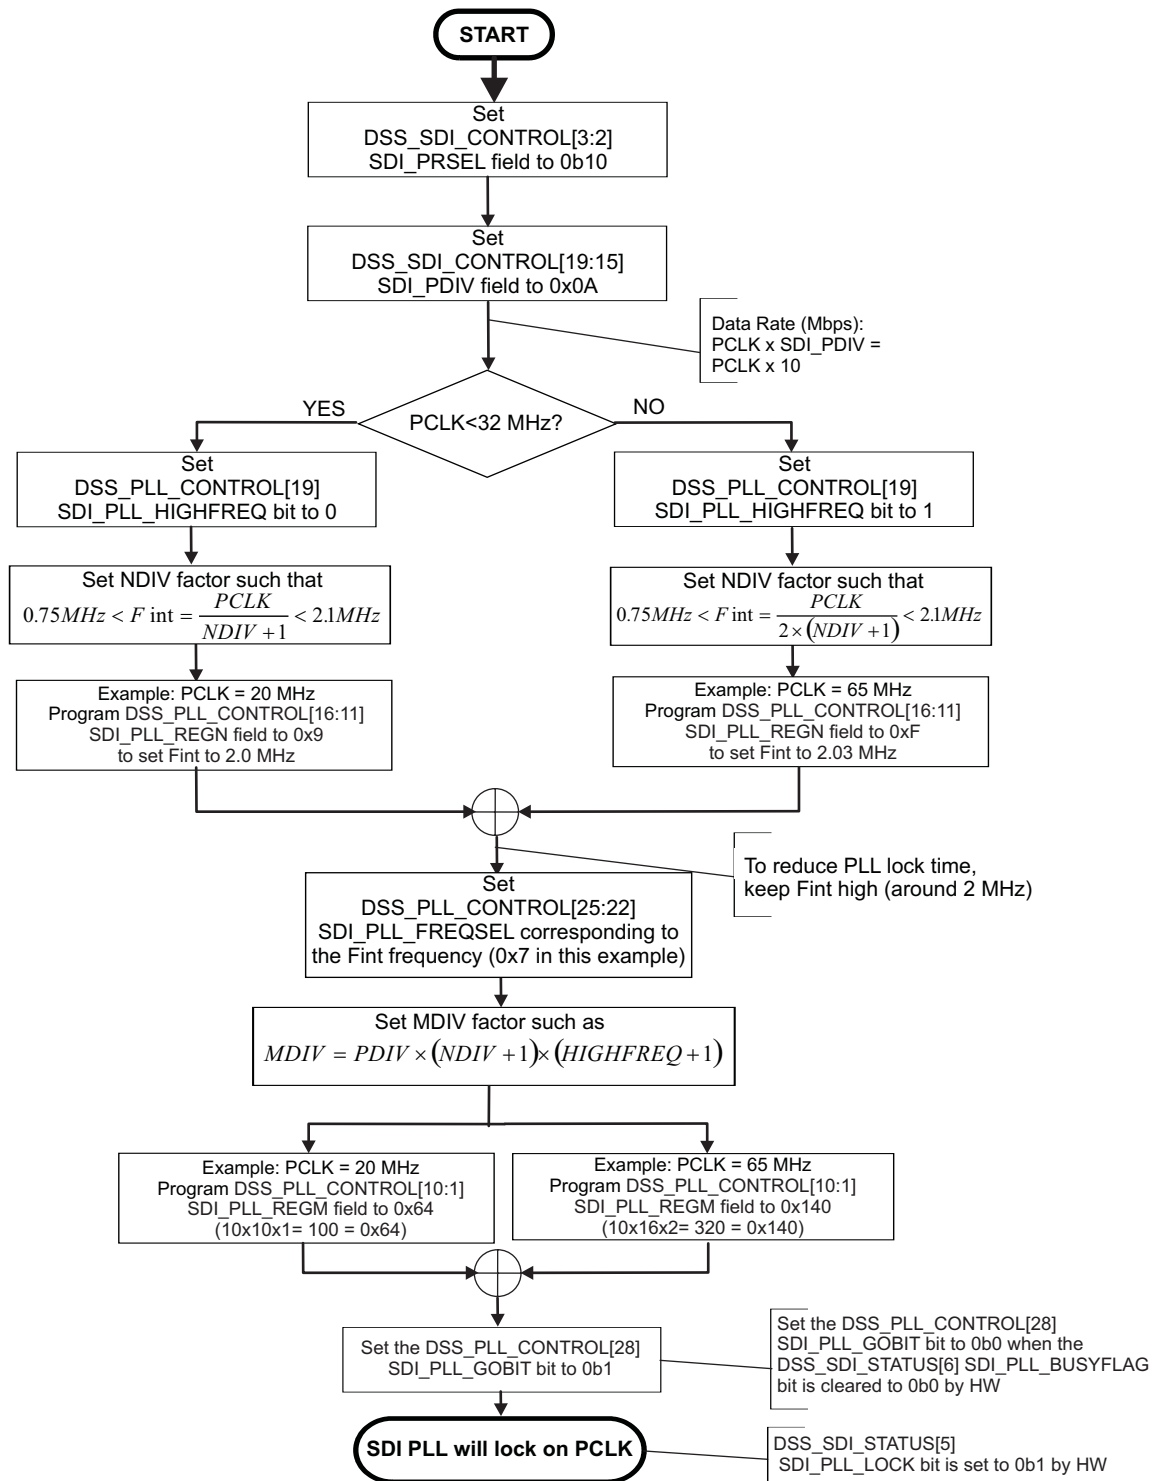 START
Set
DSS_SDI_CONTROL[3:2]
SDI_PRSEL field to 0b10
Set
DSS_SDI_CONTROL[19:15]
SDI_PDIV field to 0x0A
Data Rate (Mbps):
PCLK x SDI_PDIV =
PCLK x 10
PCLK<32 MHz?
YES
NO
Set
DSS_PLL_CONTROL[19]
SDI_PLL_HIGHFREQ bit to 0
Set
DSS_PLL_CONTROL[19]
SDI_PLL_HIGHFREQ bit to 1
Set NDIV factor such that
0.75MHz < F int = PCLK / NDIV +1 < 2.1MHz
Set NDIV factor such that
0.75MHz < F int = PCLK / 2 × (NDIV +1) < 2.1MHz
Example: PCLK = 20 MHz
Program DSS_PLL_CONTROL[16:11]
SDI_PLL_REGN field to 0x9
to set Fint to 2.0 MHz
Example: PCLK = 65 MHz
Program DSS_PLL_CONTROL[16:11]
SDI_PLL_REGN field to 0xF
to set Fint to 2.03 MHz
To reduce PLL lock time,
keep Fint high (around 2 MHz)
Set
DSS_PLL_CONTROL[25:22]
SDI_PLL_FREQSEL corresponding to
the Fint frequency (0x7 in this example)
Set MDIV factor such as
MDIV = PDIV × (NDIV +1)× (HIGHFREQ +1)
Example: PCLK = 20 MHz
Program DSS_PLL_CONTROL[10:1]
SDI_PLL_REGM field to 0x64
(10x10x1= 100 = 0x64)
Example: PCLK = 65 MHz
Program DSS_PLL_CONTROL[10:1]
SDI_PLL_REGM field to 0x140
(10x16x2= 320 = 0x140)
Set the DSS_PLL_CONTROL[28]
SDI_PLL_GOBIT bit to 0b1
Set the DSS_PLL_CONTROL[28]
SDI_PLL_GOBIT bit to 0b0 when the
DSS_SDI_STATUS[6] SDI_PLL_BUSYFLAG
bit is cleared to 0b0 by HW
SDI PLL will lock on PCLK
DSS_SDI_STATUS[5]
SDI_PLL_LOCK bit is set to 0b1 by HW